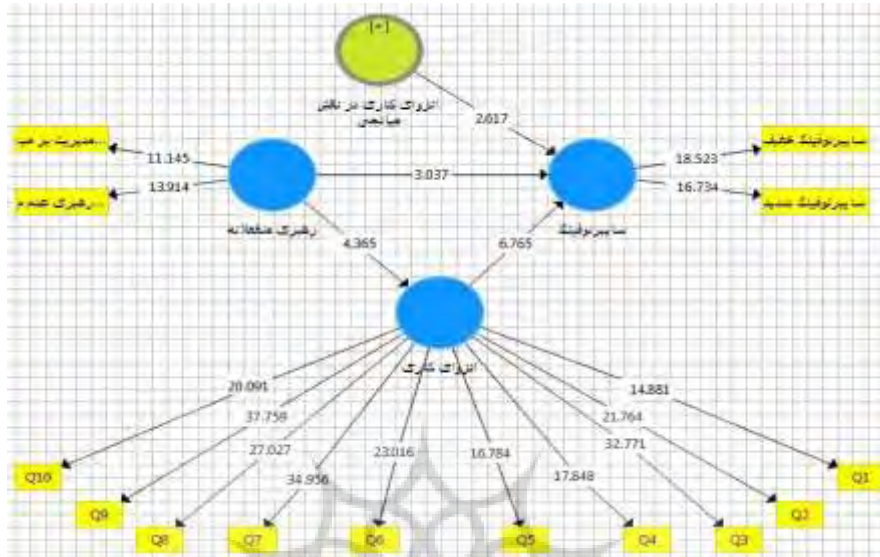 [+]
انزوای کاری در نقش
میانجی
2.617
...مدیریت بر مب
11.145
3.037
18.523
سایبرلوفینگ خفیف
...رهبری عدم م
13.914
16.734
سایبرلوفینگ شدید
رهبری منفعلانه
سایبرلوفینگ
4.365
6.765
انزوای کاری
20.091
14.881
37.759
21.764
27.027
32.771
34.956
23.016
16.784
17.848
Q10
Q1
Q9
Q2
Q8
Q7
Q6
Q5
Q4
Q3